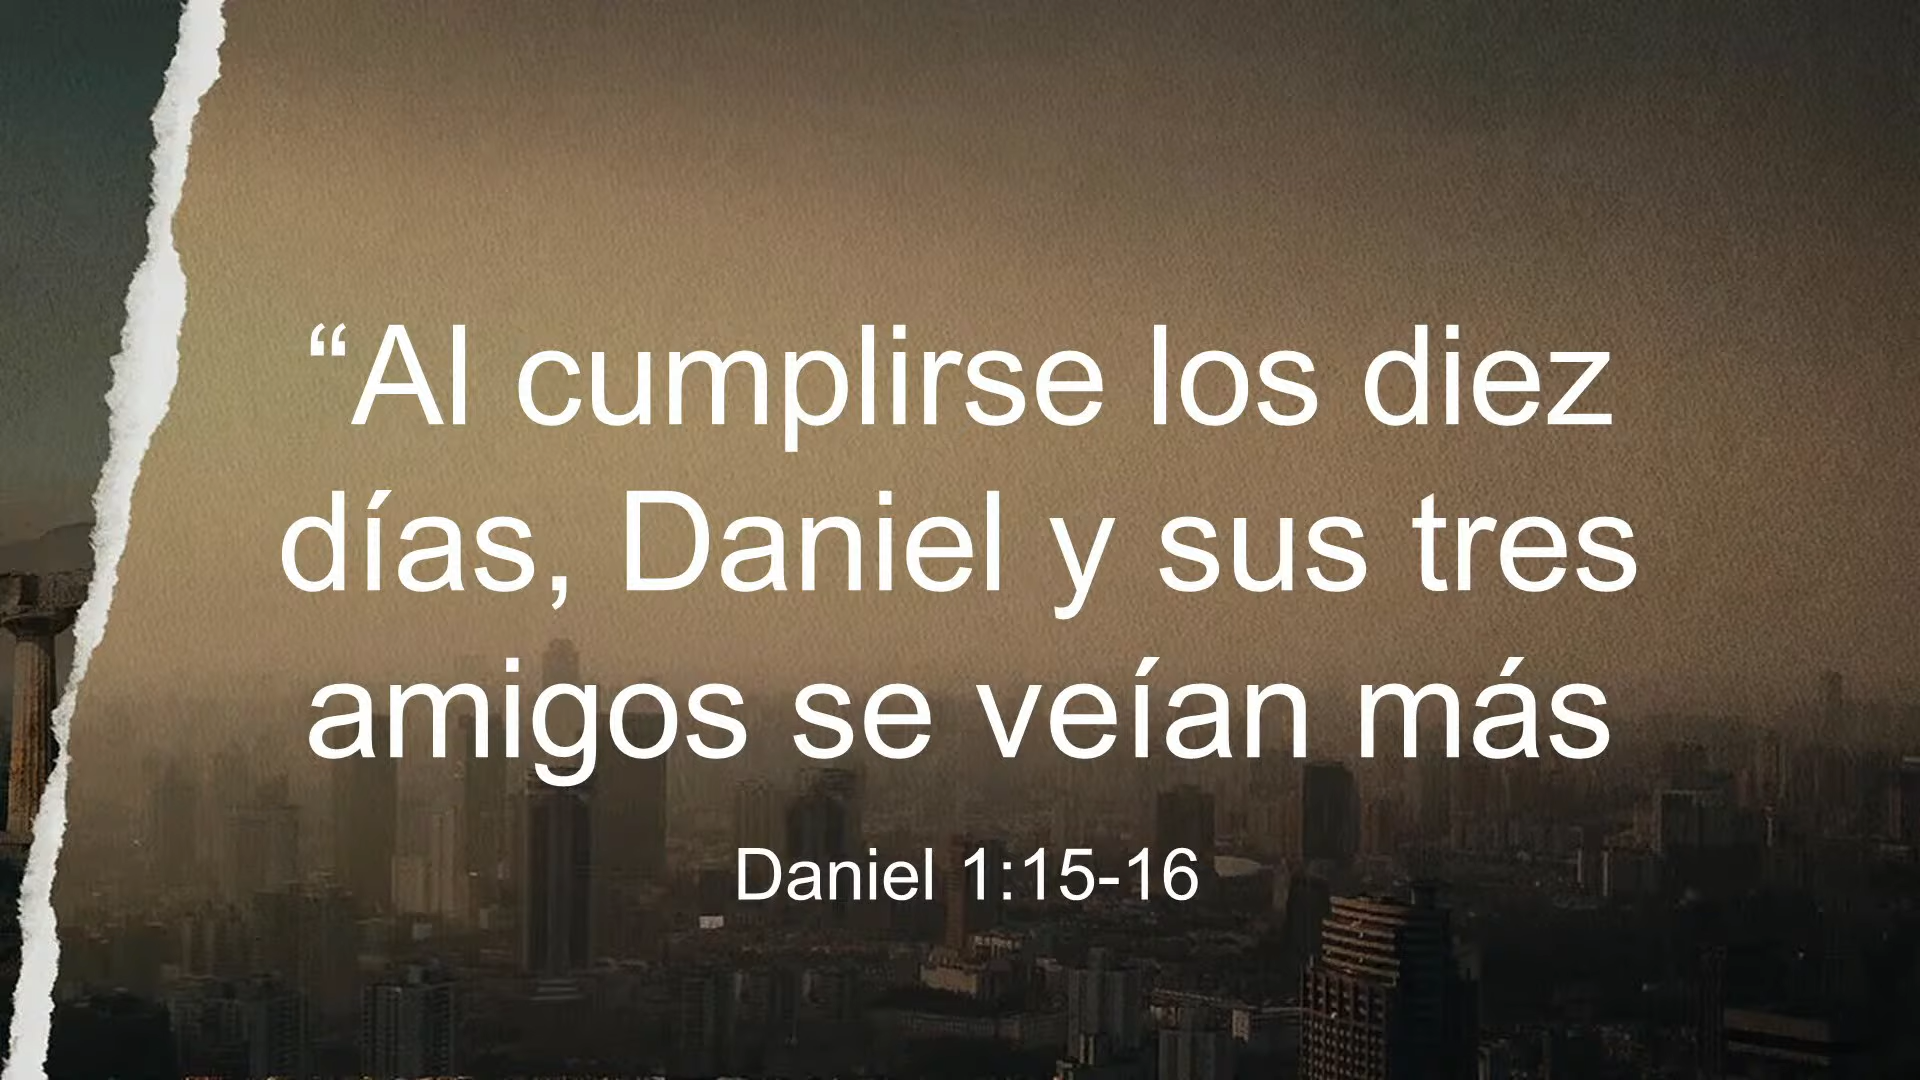 “Al cumplirse los diez
días, Daniel y sus tres
amigos se veían más
Daniel 1:15-16